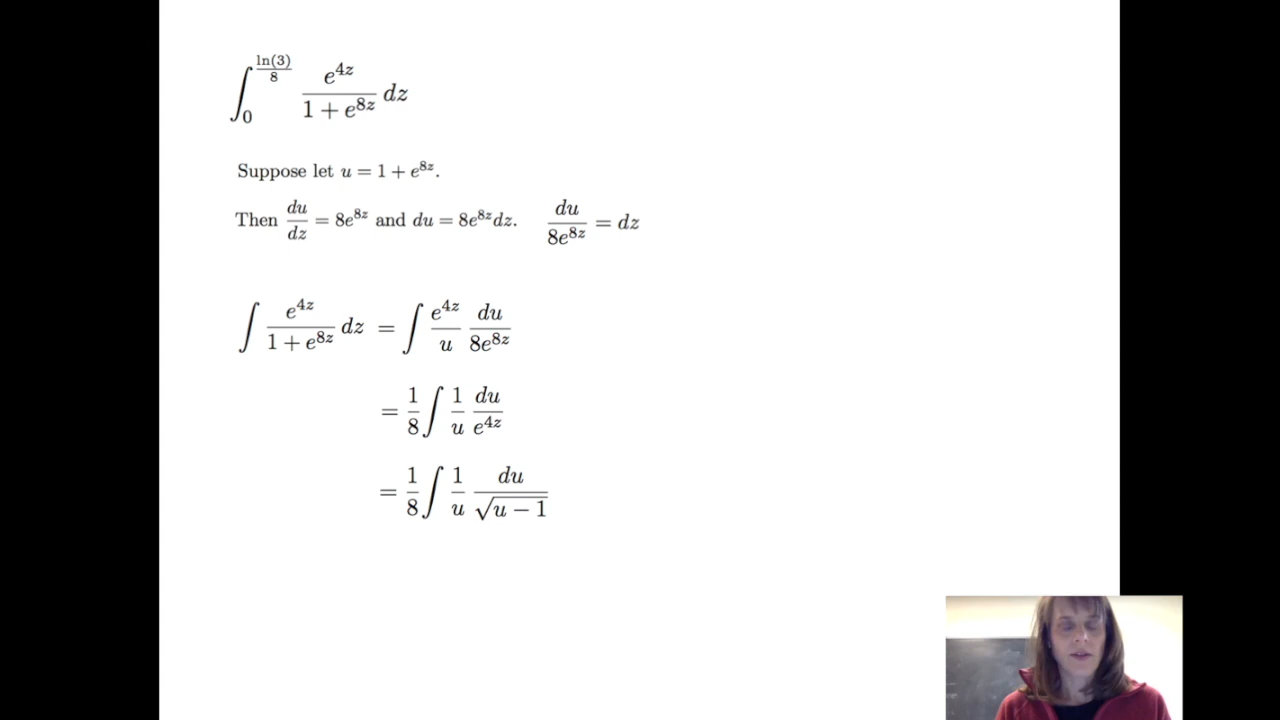 ∫_0^{ln(3)/8} e^{4z}/(1 + e^{8z}) dz
Suppose let u = 1 + e^{8z}.
Then du/dz = 8e^{8z} and du = 8e^{8z}dz. du/(8e^{8z}) = dz
∫ e^{4z}/(1 + e^{8z}) dz = ∫ e^{4z}/u du/(8e^{8z})
= 1/8 ∫ 1/u du/e^{4z}
= 1/8 ∫ 1/u du/√(u − 1)